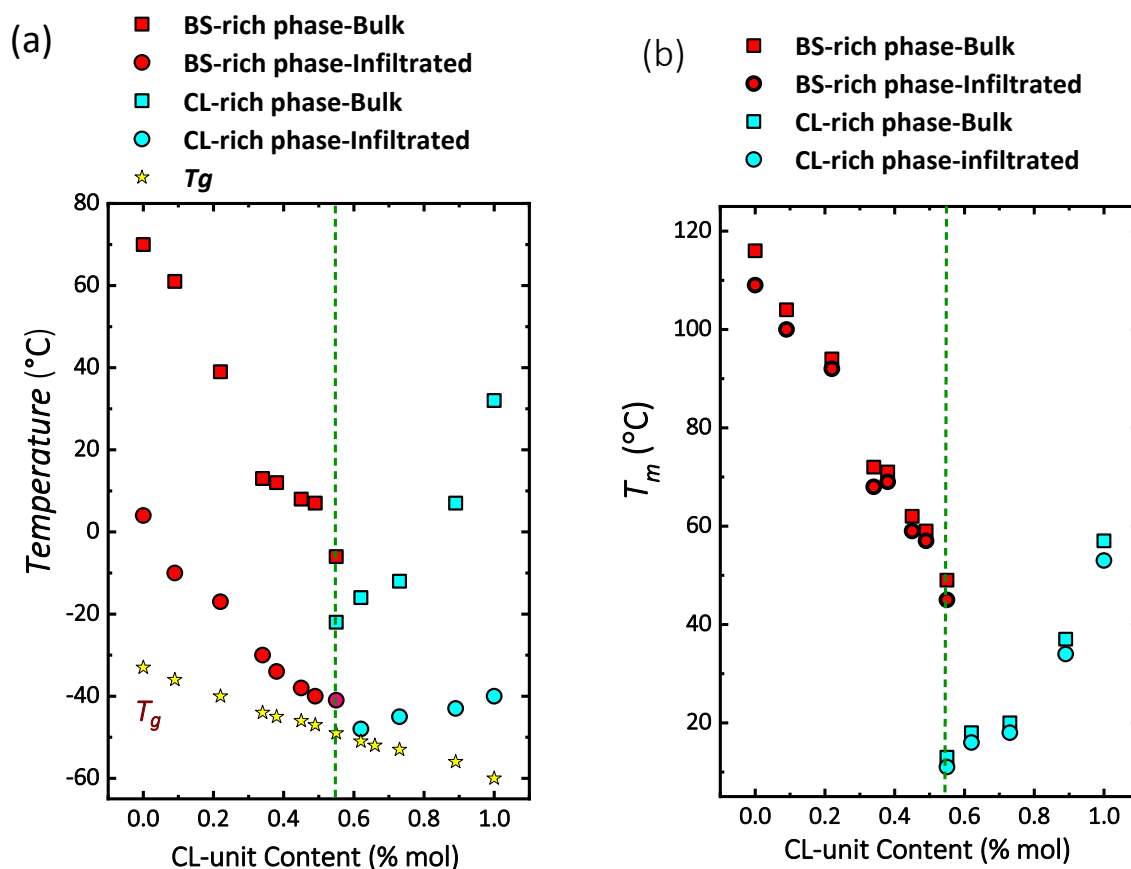 (a)
BS-rich phase-Bulk
BS-rich phase-Infiltrated
CL-rich phase-Bulk
CL-rich phase-Infiltrated
Tg
80
60
40
20
0
-20
-40
-60
Temperature (°C)
Tg
0.0 0.2 0.4 0.6 0.8 1.0
CL-unit Content (% mol)
(b)
BS-rich phase-Bulk
BS-rich phase-Infiltrated
CL-rich phase-Bulk
CL-rich phase-infiltrated
120
100
80
60
40
20
Tm (°C)
0.0 0.2 0.4 0.6 0.8 1.0
CL-unit Content (% mol)